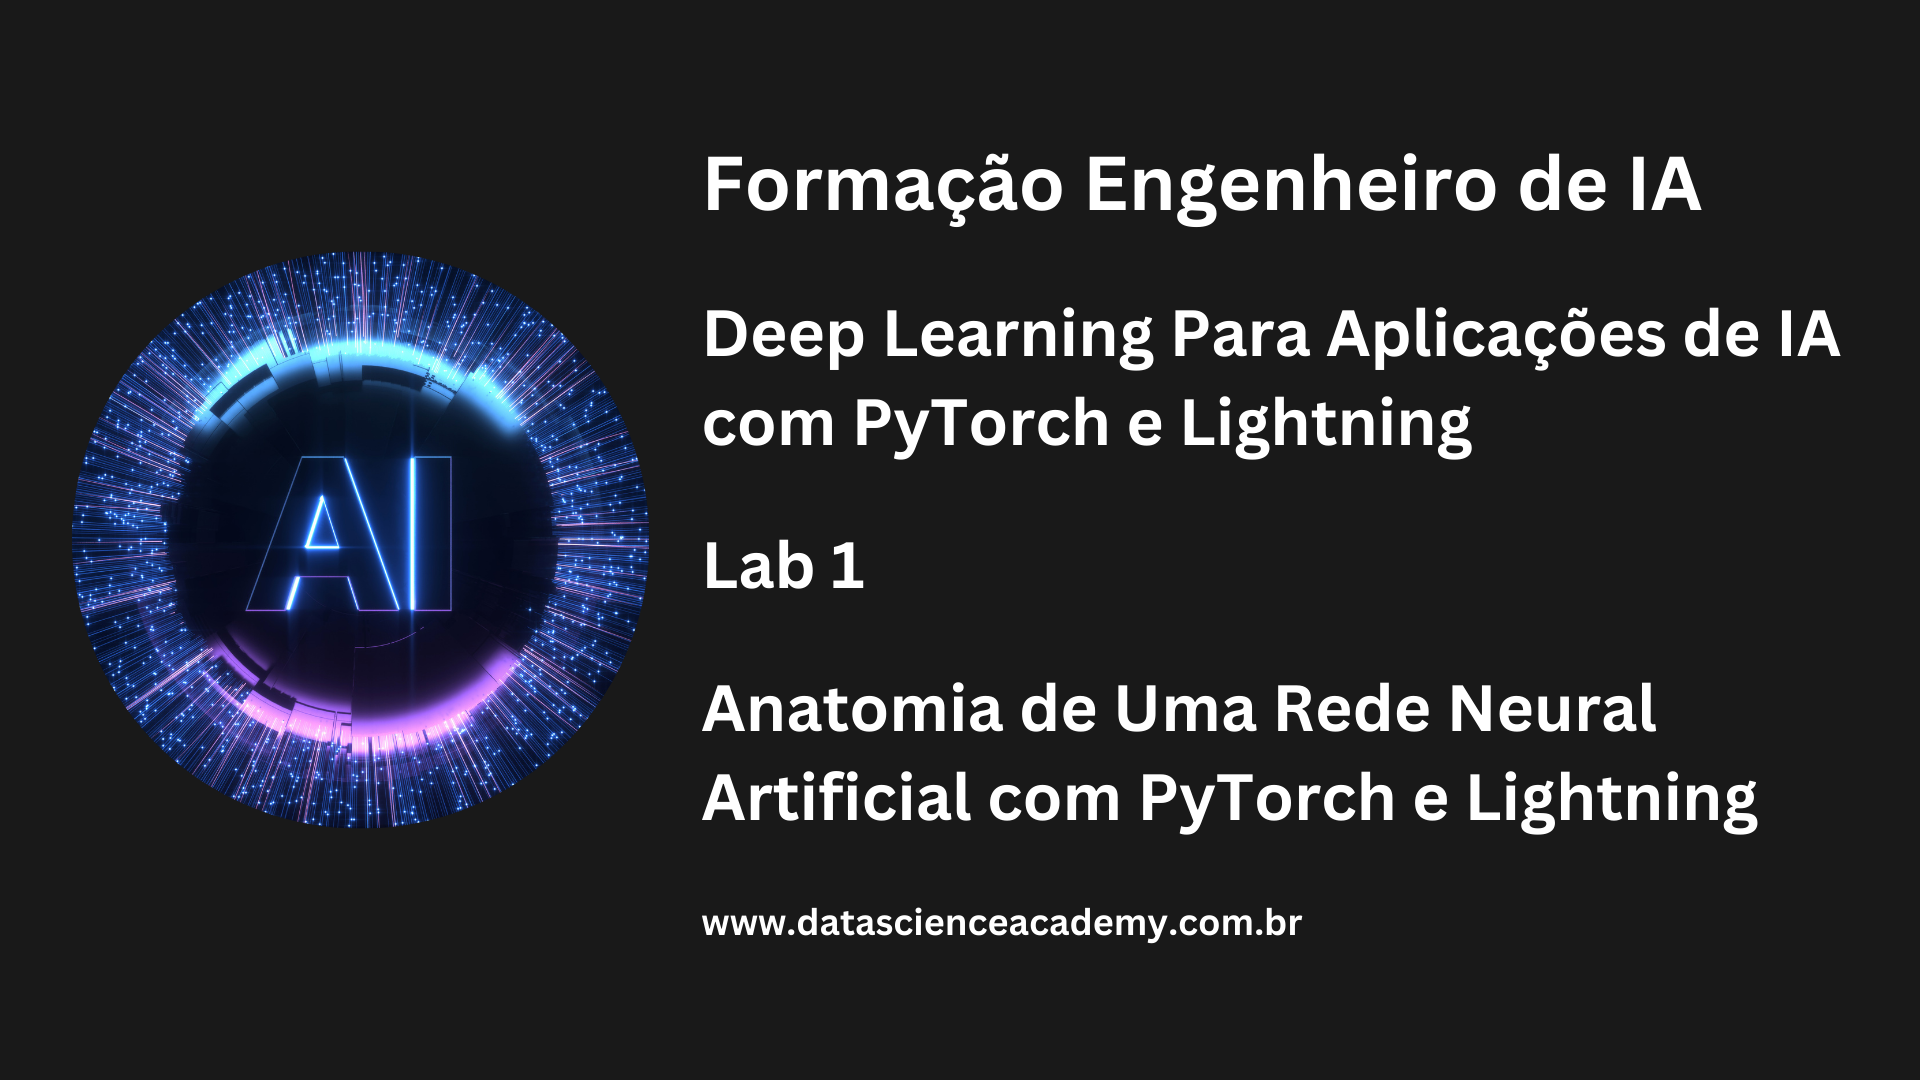 Formação Engenheiro de IA
Deep Learning Para Aplicações de IA
com PyTorch e Lightning
Lab 1
Anatomia de Uma Rede Neural
Artificial com PyTorch e Lightning
www.datascienceacademy.com.br
AI